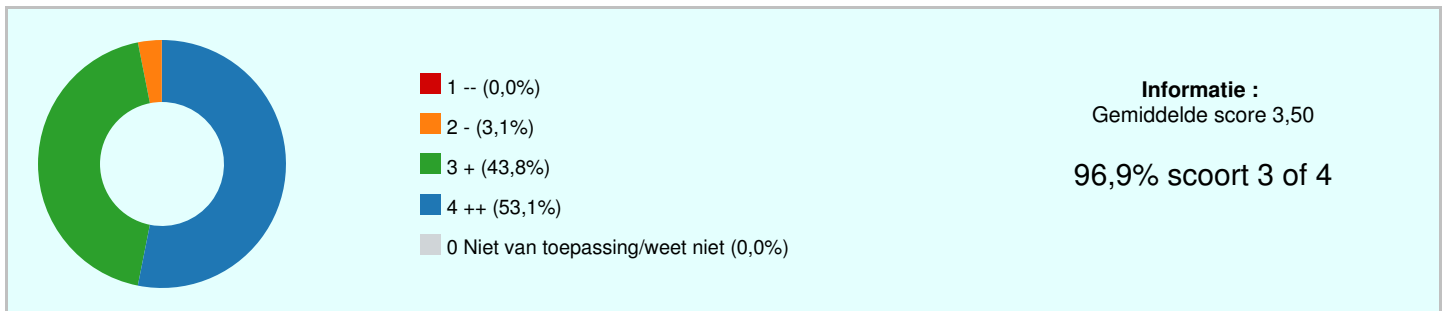 1 -- (0,0%)
2 - (3,1%)
3 + (43,8%)
4 ++ (53,1%)
0 Niet van toepassing/weet niet (0,0%)
Informatie :
Gemiddelde score 3,50
96,9% scoort 3 of 4